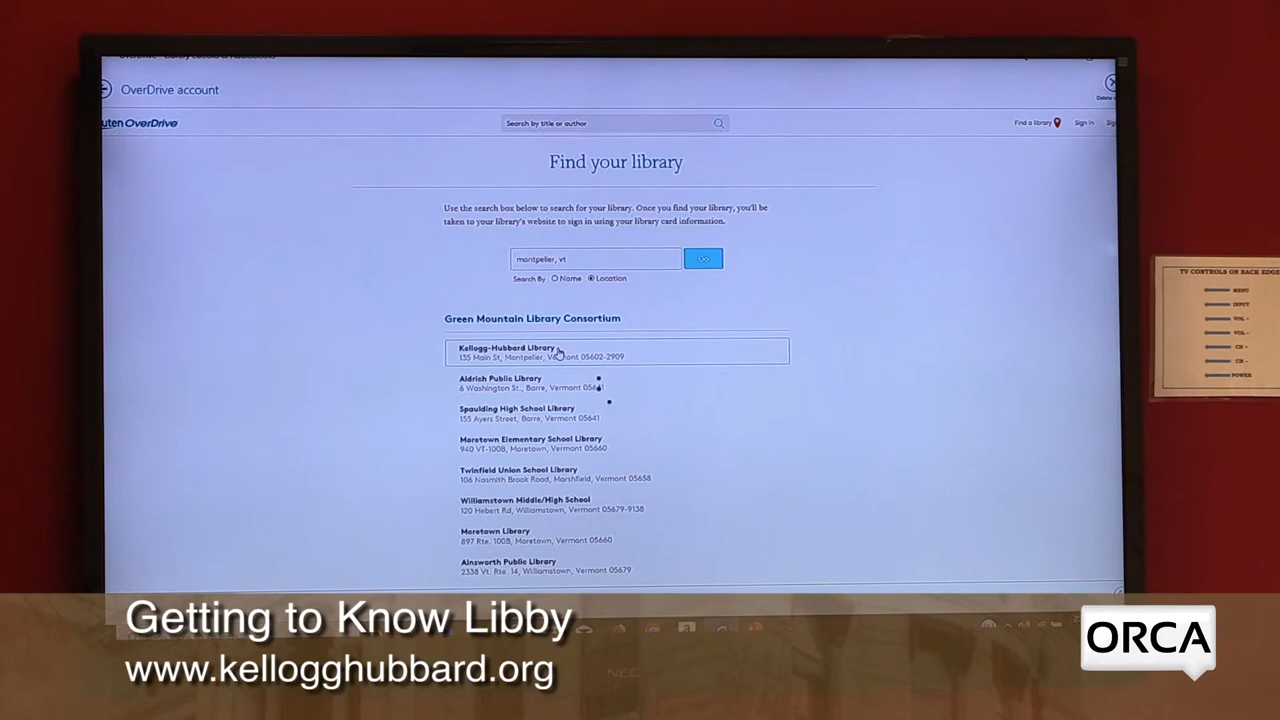 OverDrive account
Delete
uten OverDrive
Search by title or author
Find a library
Sign in
Find your library
Use the search box below to search for your library. Once you find your library, you'll be
taken to your library's website to sign in using your library card information.
montpelier, vt
Go
Search By Name Location
Green Mountain Library Consortium
Kellogg-Hubbard Library
135 Main St, Montpelier, Vermont 05602-2909
Aldrich Public Library
6 Washington St., Barre, Vermont 05641
Spaulding High School Library
155 Ayers Street, Barre, Vermont 05641
Moretown Elementary School Library
940 VT-100B, Moretown, Vermont 05660
Twinfield Union School Library
106 Nasmith Brook Road, Marshfield, Vermont 05658
Williamstown Middle/High School
120 Hebert Rd, Williamstown, Vermont 05679-9138
Moretown Library
897 Rte. 100B, Moretown, Vermont 05660
Ainsworth Public Library
2338 Vt. Rte. 14, Williamstown, Vermont 05679
TV CONTROLS ON BACK EDGE
MENU
INPUT
VOL +
VOL -
CH +
CH -
POWER
NEC
Getting to Know Libby
www.kellogghubbard.org
ORCA